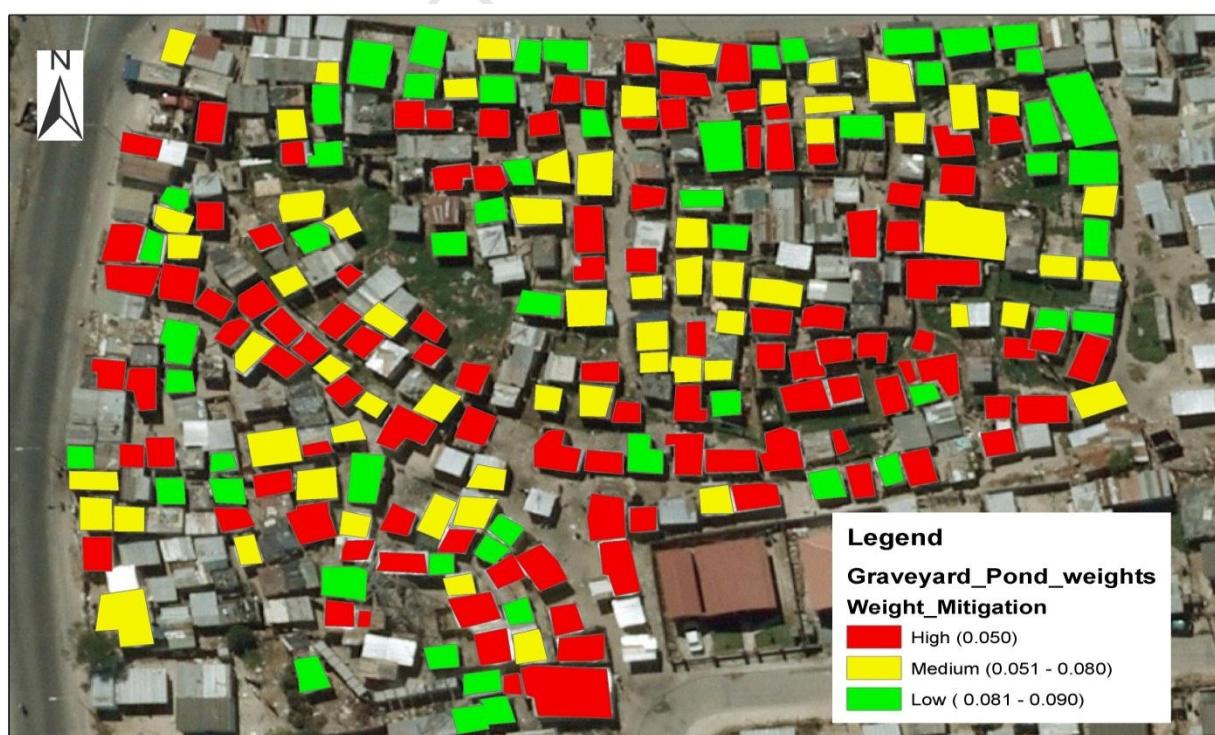 N
Legend
Graveyard_Pond_weights
Weight_Mitigation
High (0.050)
Medium (0.051 - 0.080)
Low ( 0.081 - 0.090)